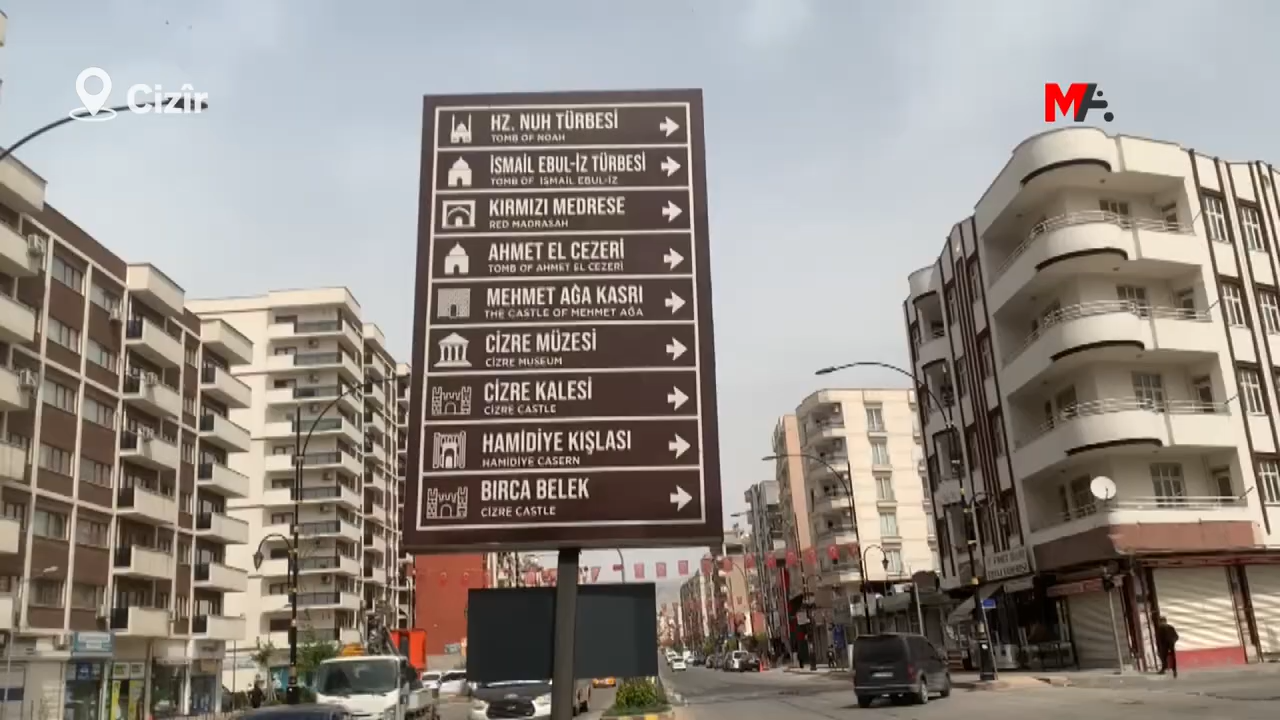 Cizîr
MA
HZ. NUH TÜRBESİ
TOMB OF NOAH
İSMAİL EBUL-İZ TÜRBESİ
TOMB OF ISMAIL EBUL-IZ
KIRMIZI MEDRESE
RED MADRASAH
AHMET EL CEZERİ
TOMB OF AHMET EL CEZERİ
MEHMET AĞA KASRI
THE CASTLE OF MEHMET AĞA
CİZRE MÜZESİ
CİZRE MUSEUM
CİZRE KALESİ
CİZRE CASTLE
HAMİDİYE KIŞLASI
HAMİDİYE CASERN
BIRCA BELEK
CİZRE CASTLE